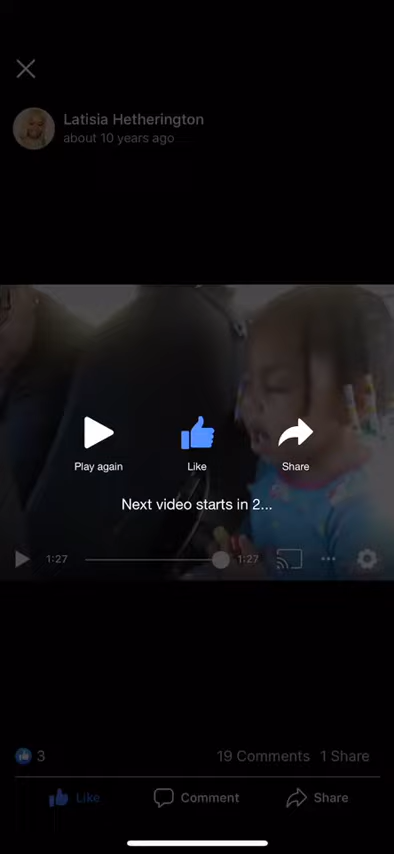 Latisia Hetherington
about 10 years ago
Play again
Like
Share
Next video starts in 2...
1:27
1:27
3
19 Comments 1 Share
Like
Comment
Share